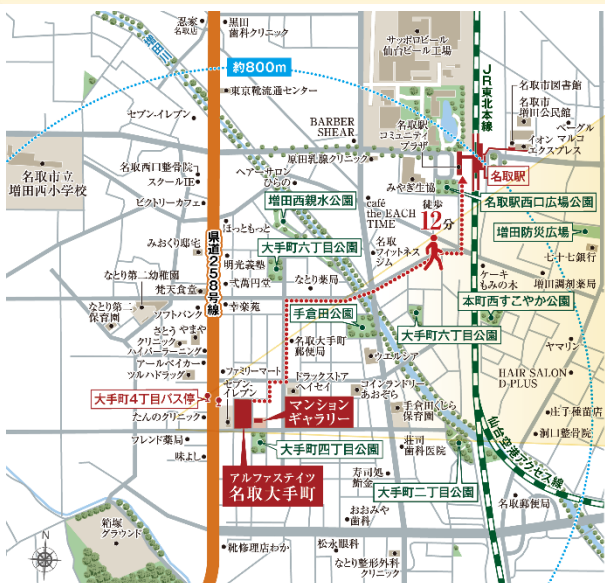 忍家
名取店
黒田
歯科クリニック
増田川
サッポロビール
仙台ビール工場
JR東北本線
約800m
東京靴流通センター
セブン-イレブン
名取市図書館
名取市
増川公民館
BARBER
SHEAR
名取駅
コミュニティ
プラザ
ベーグル
マルコ
イオン
エクスプレス
原田乳腺クリニック
名取駅
名取市立
増田西小学校
名取西口整骨院
スクールIE
ビクトリーカフェ
ヘアーサロン
ひらの
みやぎ生協
名取駅西口広場公園
増田西親水公園
café
the EACH
TIME
徒歩
12分
増田防災広場
県道258号線
ほっともっと
みおくり邸宅
大手町六丁目公園
名取
フィットネス
ジム
七十七銀行
なとり第二幼稚園
明光義塾
弐萬円堂
なとり薬局
ケーキ
もみの木
増田調剤薬局
梵天食堂
なとり第二
保育園
ソフトバンク
幸楽苑
手倉田公園
本町西すこやか公園
大手町六丁目公園
さとう
クリニック
やまや
ハイパーラーニング
名取大手町
郵便局
ヤマリン
アールベイカー
ツルハドラッグ
ファミリーマート
ウエルシア
セブン-
イレブン
ドラックストア
ヘイセイ
HAIR SALON
D-PLUS
大手町4丁目バス停
コインランドリー
あおぞら
マンション
ギャラリー
手倉田くじら
保育園
庄子種苗店
たんのクリニック
洞口整骨院
フレンド薬局
大手町四丁目公園
荘司
歯科医院
仙台空港アクセス線
一味よし
アルファステイツ
名取大手町
寿司処
鮨金
大手町二丁目公園
名取郵便局
おおみや
歯科
箱塚
グラウンド
靴修理店わか
松永眼科
なとり整形外科
クリニック
N